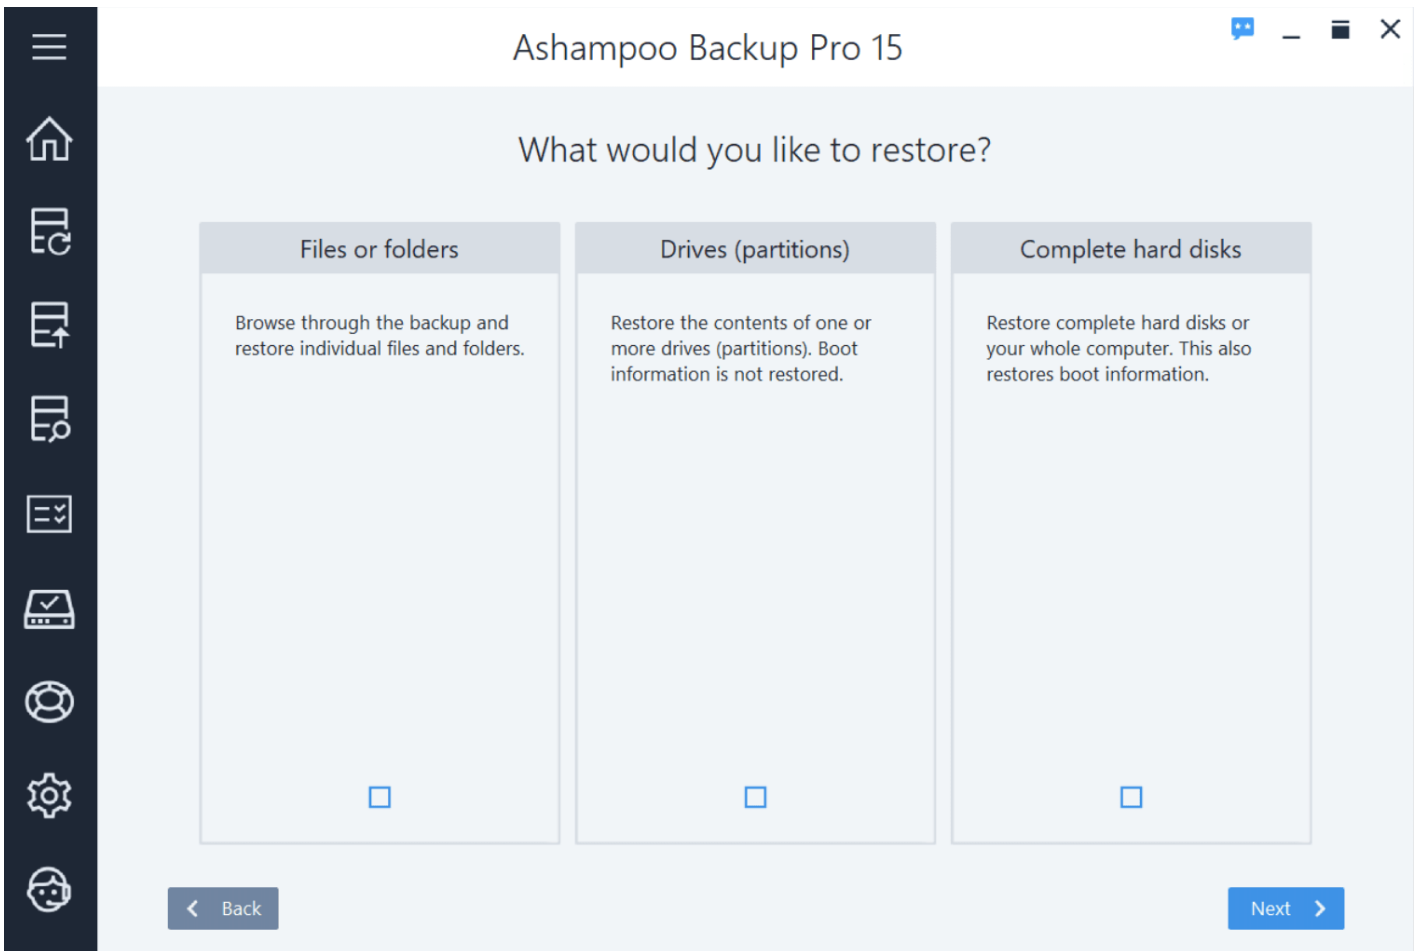 Ashampoo Backup Pro 15
What would you like to restore?
Files or folders
Browse through the backup and
restore individual files and folders.
Drives (partitions)
Restore the contents of one or
more drives (partitions). Boot
information is not restored.
Complete hard disks
Restore complete hard disks or
your whole computer. This also
restores boot information.
Back
Next